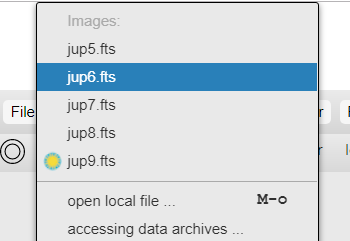 Images:
jup5.fts
jup6.fts
jup7.fts
File
jup8.fts
jup9.fts
open local file ... M-o
accessing data archives ...